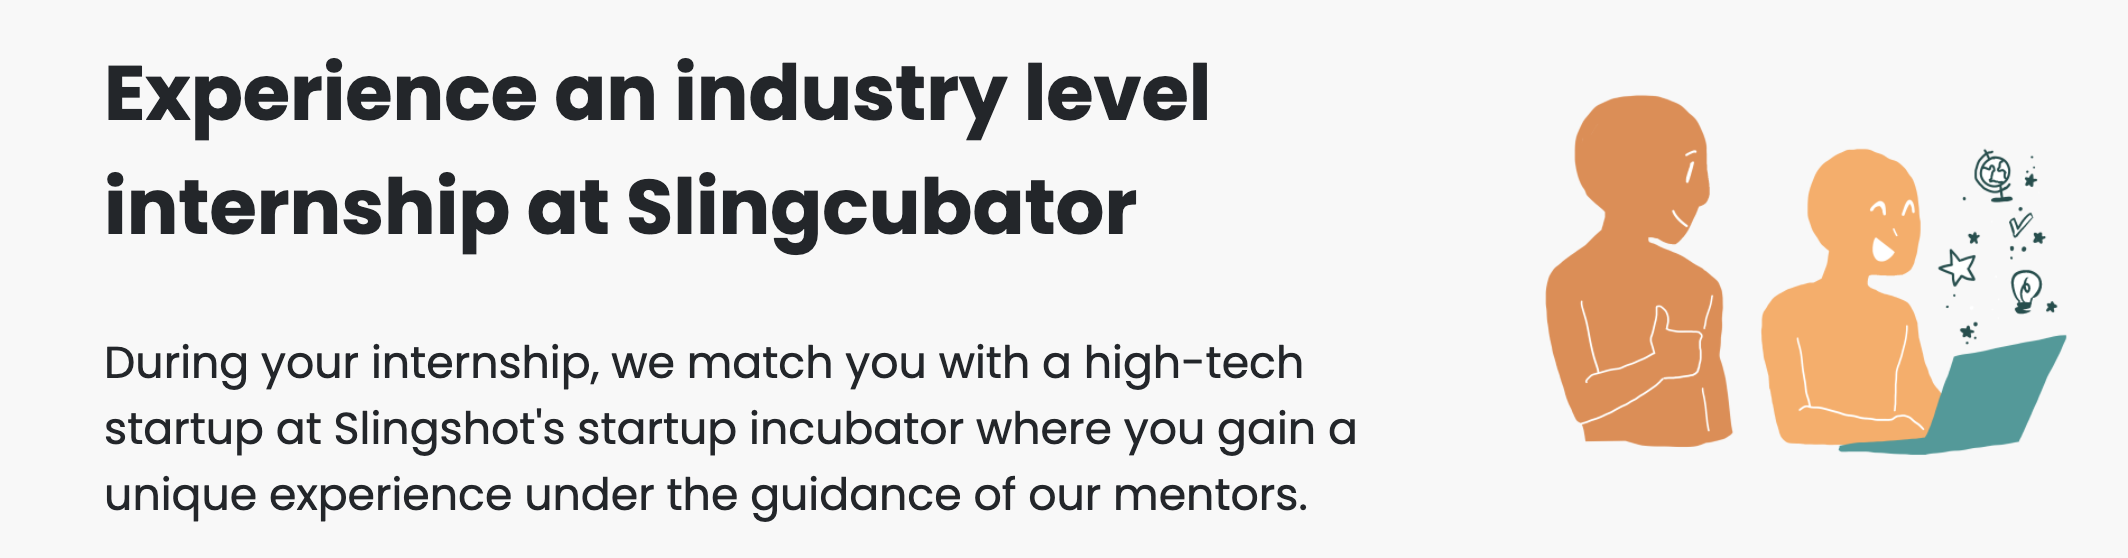 Experience an industry level
internship at Slingcubator
During your internship, we match you with a high-tech
startup at Slingshot's startup incubator where you gain a
unique experience under the guidance of our mentors.